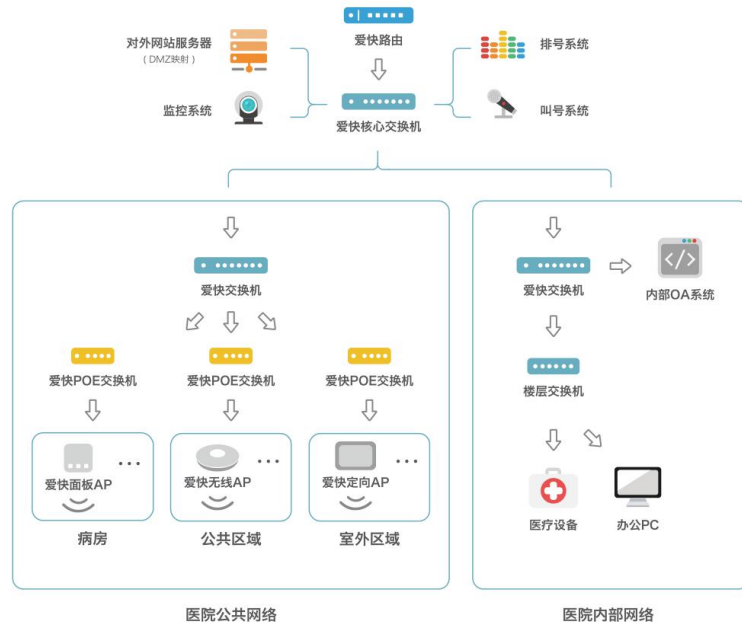 爱快路由
对外网站服务器
（DMZ映射）
排号系统
监控系统
叫号系统
爱快核心交换机
爱快交换机
爱快POE交换机
爱快POE交换机
爱快POE交换机
爱快面板AP
爱快无线AP
爱快定向AP
病房
公共区域
室外区域
医院公共网络
爱快交换机
内部OA系统
楼层交换机
医疗设备
办公PC
医院内部网络